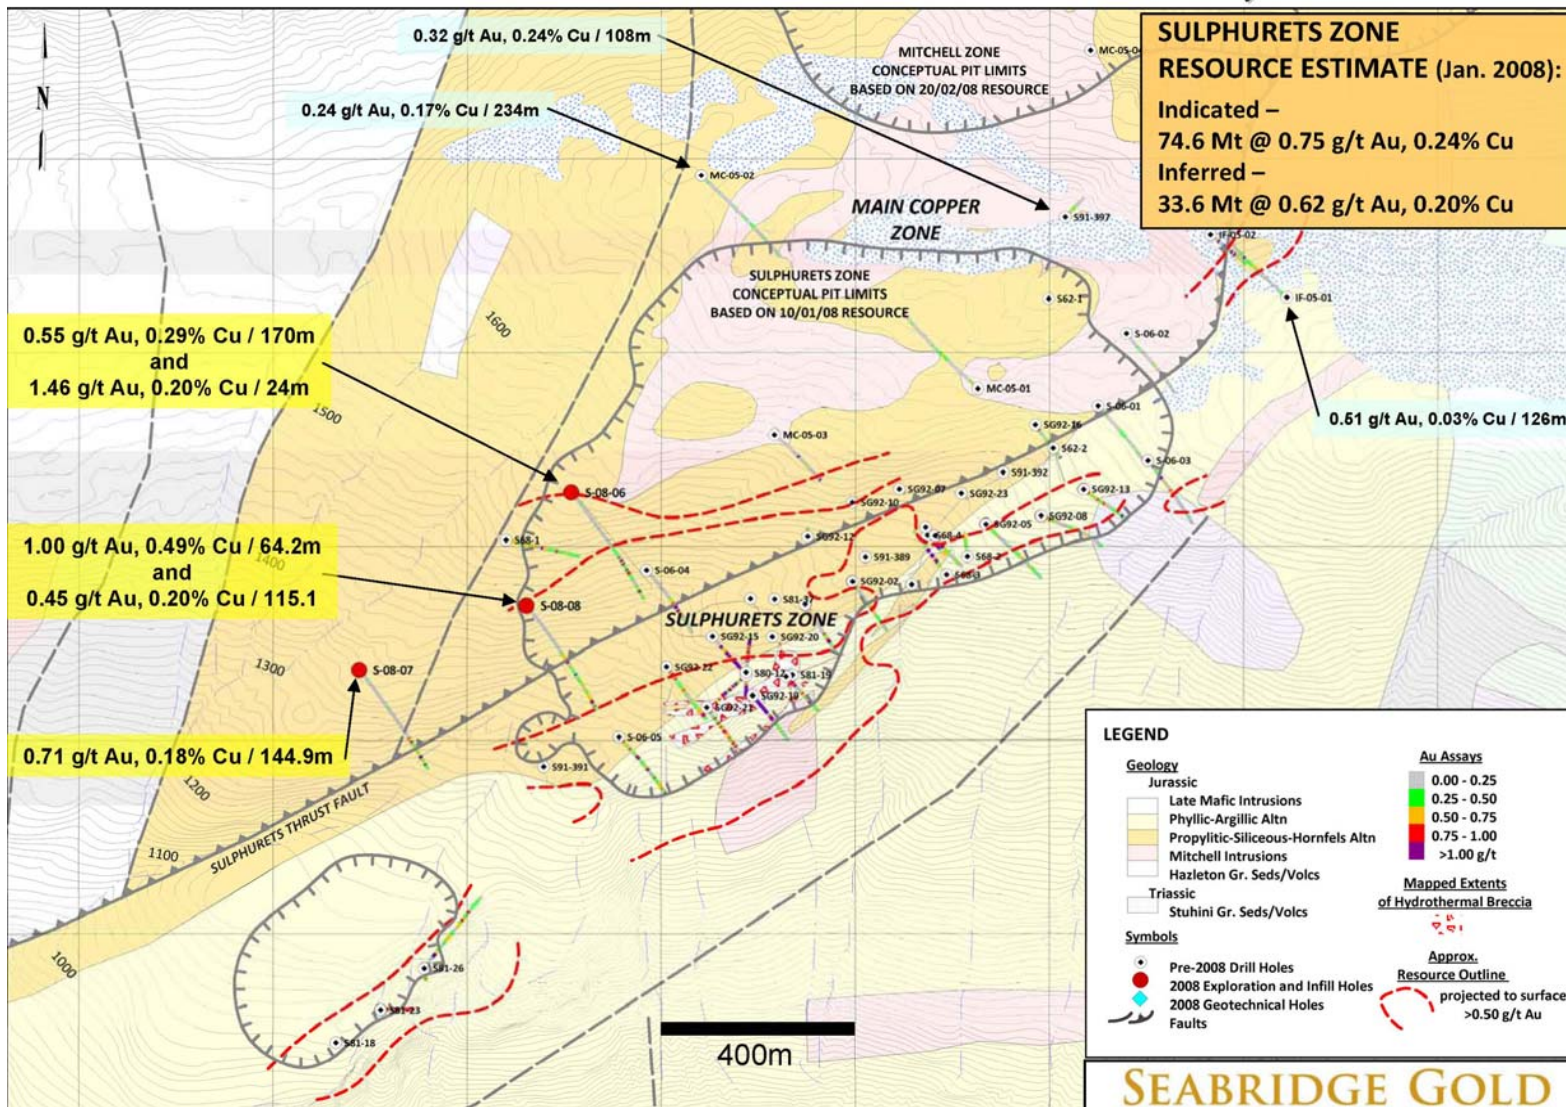 0.32 g/t Au, 0.24% Cu / 108m
0.24 g/t Au, 0.17% Cu / 234m
N
MITCHELL ZONE
CONCEPTUAL PIT LIMITS
BASED ON 20/02/08 RESOURCE
MC-05-04
SULPHURETS ZONE
RESOURCE ESTIMATE (Jan. 2008):
Indicated –
74.6 Mt @ 0.75 g/t Au, 0.24% Cu
Inferred –
33.6 Mt @ 0.62 g/t Au, 0.20% Cu
MC-05-02
MAIN COPPER
ZONE
S91-397
IF-05-02
IF-05-01
SULPHURETS ZONE
CONCEPTUAL PIT LIMITS
BASED ON 10/01/08 RESOURCE
S62-1
S-06-02
1600
0.55 g/t Au, 0.29% Cu / 170m
and
1.46 g/t Au, 0.20% Cu / 24m
MC-05-01
1500
S-06-01
0.51 g/t Au, 0.03% Cu / 126m
SG92-16
MC-05-03
S62-2
S-06-03
S91-392
S-08-06
SG92-07
SG92-23
SG92-13
SG92-10
SG92-08
SG92-05
S68-1
SG92-12
S68-4
1.00 g/t Au, 0.49% Cu / 64.2m
and
0.45 g/t Au, 0.20% Cu / 115.1
1400
S91-389
S68-2
S-06-04
S68-3
SG92-02
S-08-08
S81-37
SULPHURETS ZONE
SG92-15
SG92-20
1300
S-08-07
SG92-22
S80-12
S81-19
SG92-19
SG92-21
S-06-05
0.71 g/t Au, 0.18% Cu / 144.9m
S91-391
1200
SULPHURETS THRUST FAULT
1100
1000
S81-26
S81-23
S81-18
400m
LEGEND
Geology
Jurassic
Late Mafic Intrusions
Phyllic-Argillic Altn
Propylitic-Siliceous-Hornfels Altn
Mitchell Intrusions
Hazleton Gr. Seds/Volcs
Triassic
Stuhini Gr. Seds/Volcs
Symbols
Pre-2008 Drill Holes
2008 Exploration and Infill Holes
2008 Geotechnical Holes
Faults
Au Assays
0.00 - 0.25
0.25 - 0.50
0.50 - 0.75
0.75 - 1.00
>1.00 g/t
Mapped Extents
of Hydrothermal Breccia
Approx.
Resource Outline
projected to surface
>0.50 g/t Au
SEABRIDGE GOLD